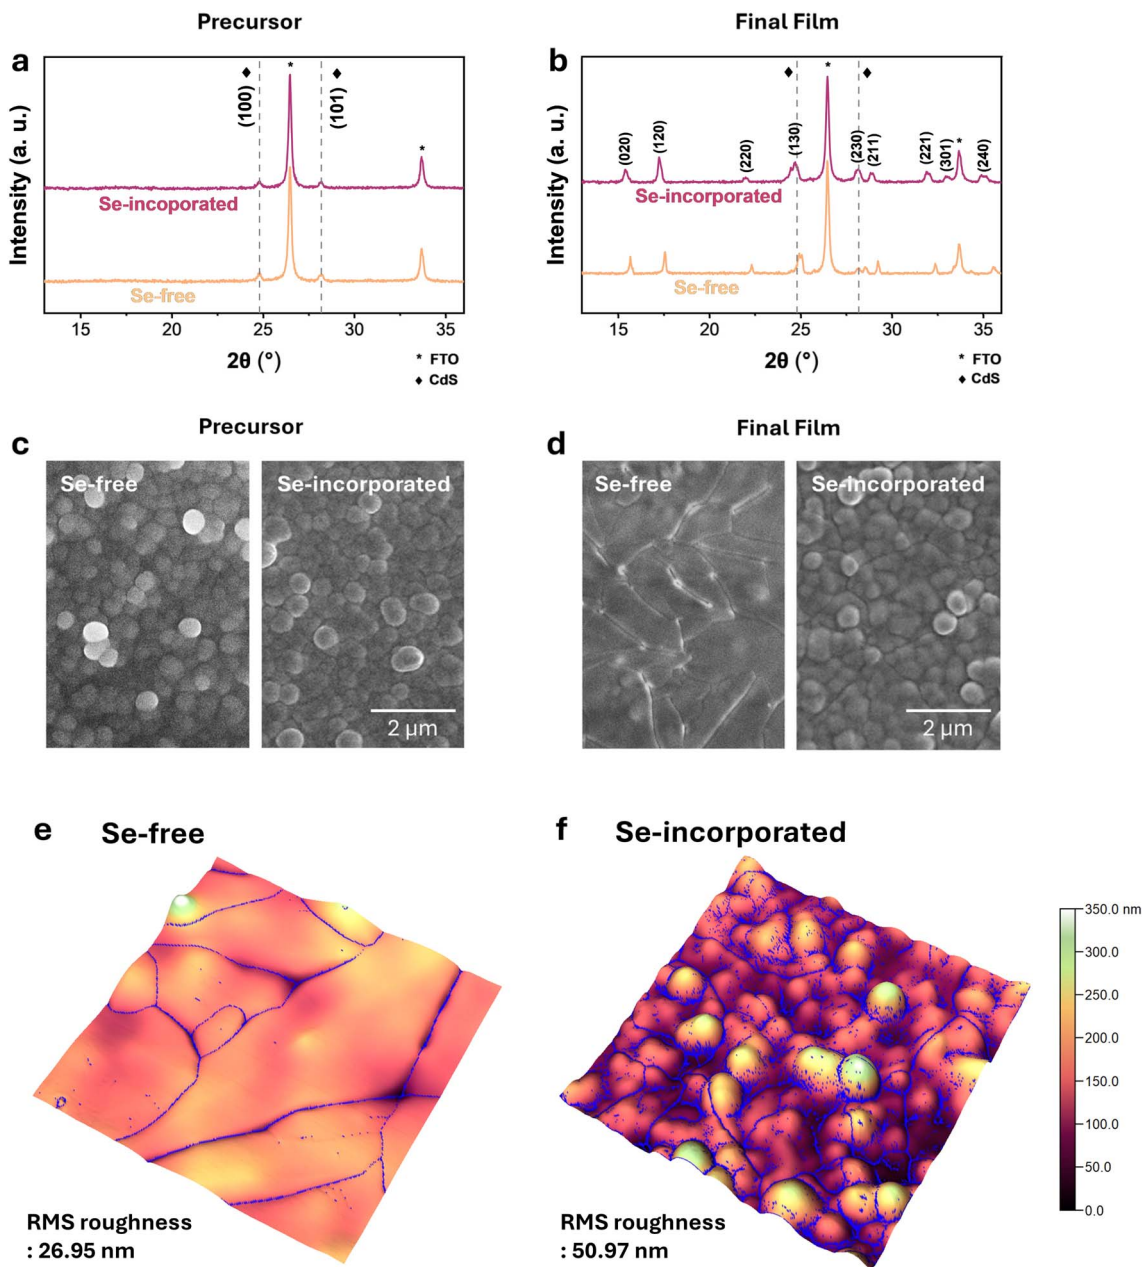 Precursor
Final Film
a
Intensity (a. u.)
(100)
*
(101)
*
Se-incoporated
Se-free
15 20 25 30 35
2θ (°)
* FTO
♦ CdS
b
Intensity (a. u.)
(020)
(120)
(220)
(130)
*
(230)
(211)
(221)
(301)
*
(240)
Se-incorporated
Se-free
15 20 25 30 35
2θ (°)
* FTO
♦ CdS
Precursor
Final Film
c
Se-free
Se-incorporated
2 μm
d
Se-free
Se-incorporated
2 μm
e Se-free
RMS roughness
: 26.95 nm
f Se-incorporated
RMS roughness
: 50.97 nm
350.0 nm
300.0
250.0
200.0
150.0
100.0
50.0
0.0